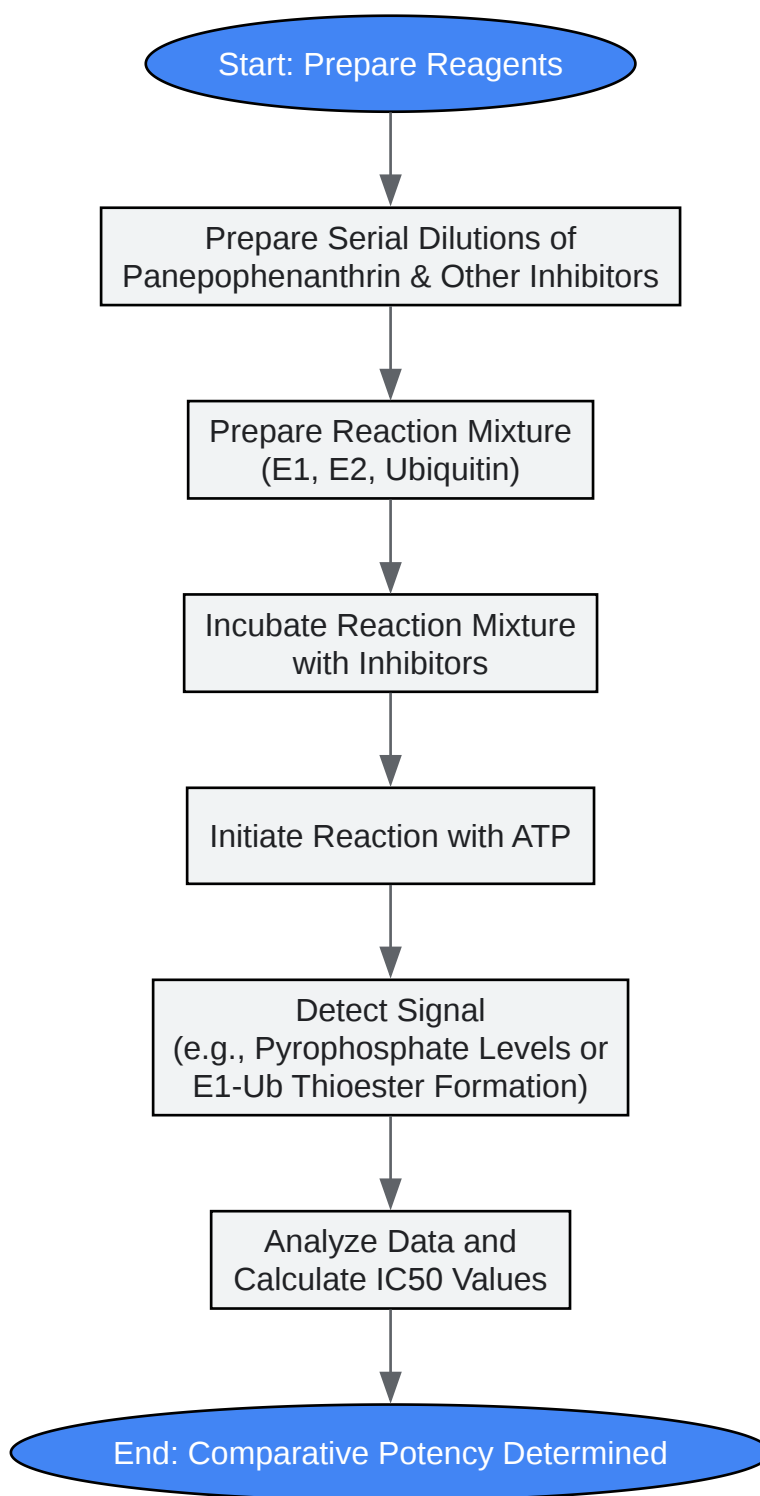 Start: Prepare Reagents
Prepare Serial Dilutions of
Panepophenanthrin & Other Inhibitors
Prepare Reaction Mixture
(E1, E2, Ubiquitin)
Incubate Reaction Mixture
with Inhibitors
Initiate Reaction with ATP
Detect Signal
(e.g., Pyrophosphate Levels or
E1-Ub Thioester Formation)
Analyze Data and
Calculate IC50 Values
End: Comparative Potency Determined